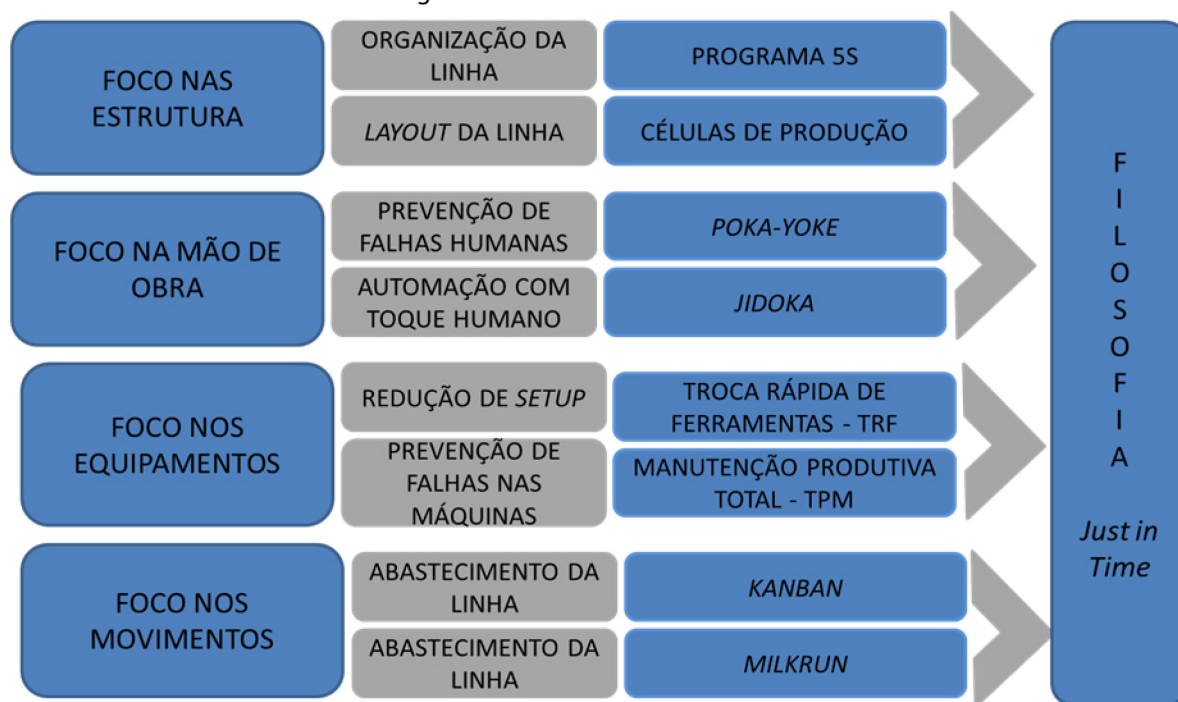 FOCO NAS
ESTRUTURA
ORGANIZAÇÃO DA
LINHA
PROGRAMA 5S
LAYOUT DA LINHA
CÉLULAS DE PRODUÇÃO
FOCO NA MÃO DE
OBRA
PREVENÇÃO DE
FALHAS HUMANAS
POKA-YOKE
AUTOMAÇÃO COM
TOQUE HUMANO
JIDOKA
FOCO NOS
EQUIPAMENTOS
REDUÇÃO DE SETUP
TROCA RÁPIDA DE
FERRAMENTAS - TRF
PREVENÇÃO DE
FALHAS NAS
MÁQUINAS
MANUTENÇÃO PRODUTIVA
TOTAL - TPM
FOCO NOS
MOVIMENTOS
ABASTECIMENTO DA
LINHA
KANBAN
ABASTECIMENTO DA
LINHA
MILKRUN
F
I
L
O
S
O
F
I
A
Just in
Time